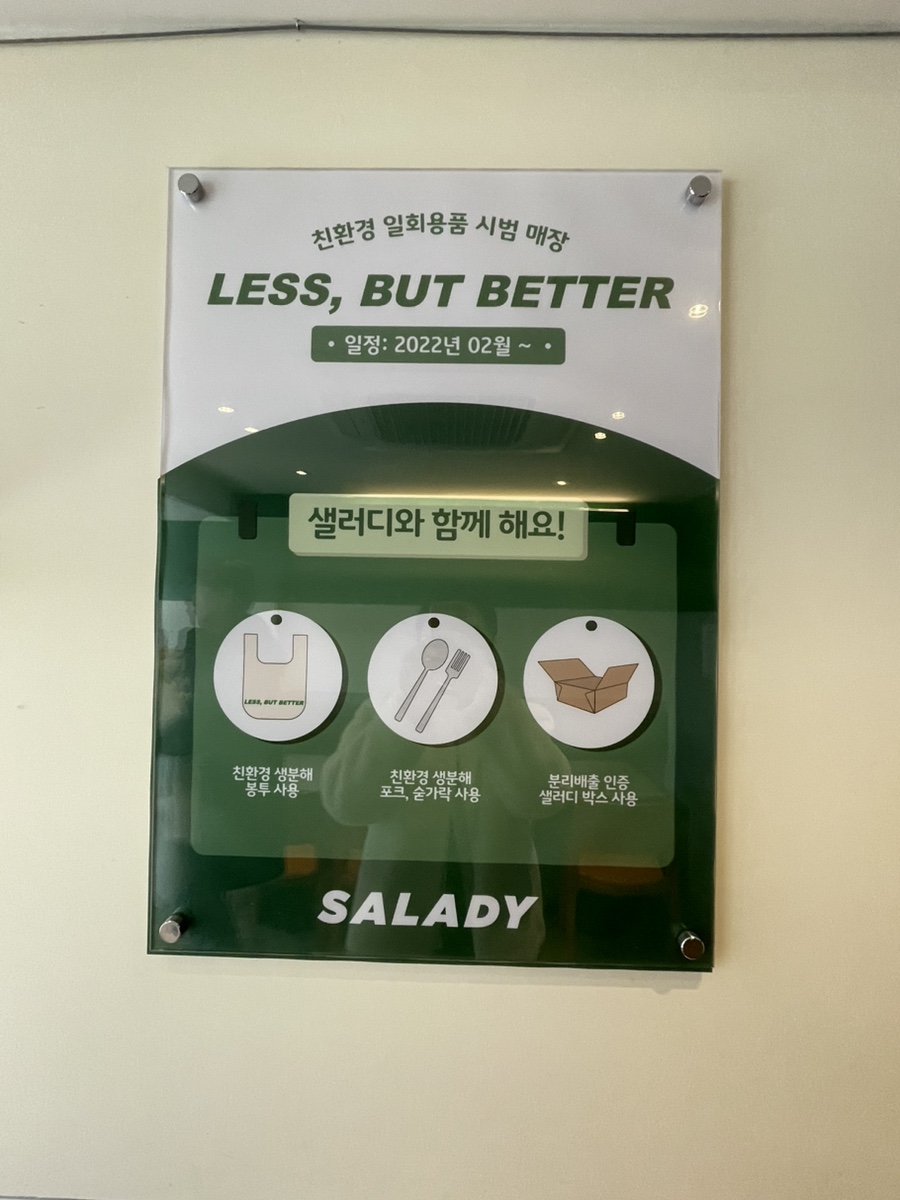 친환경 일회용품 시범 매장
LESS, BUT BETTER
• 일정: 2022년 02월 ~ •
샐러디와 함께 해요!
LESS, BUT BETTER
친환경 생분해
봉투 사용
친환경 생분해
포크, 숟가락 사용
분리배출 인증
샐러디 박스 사용
SALADY